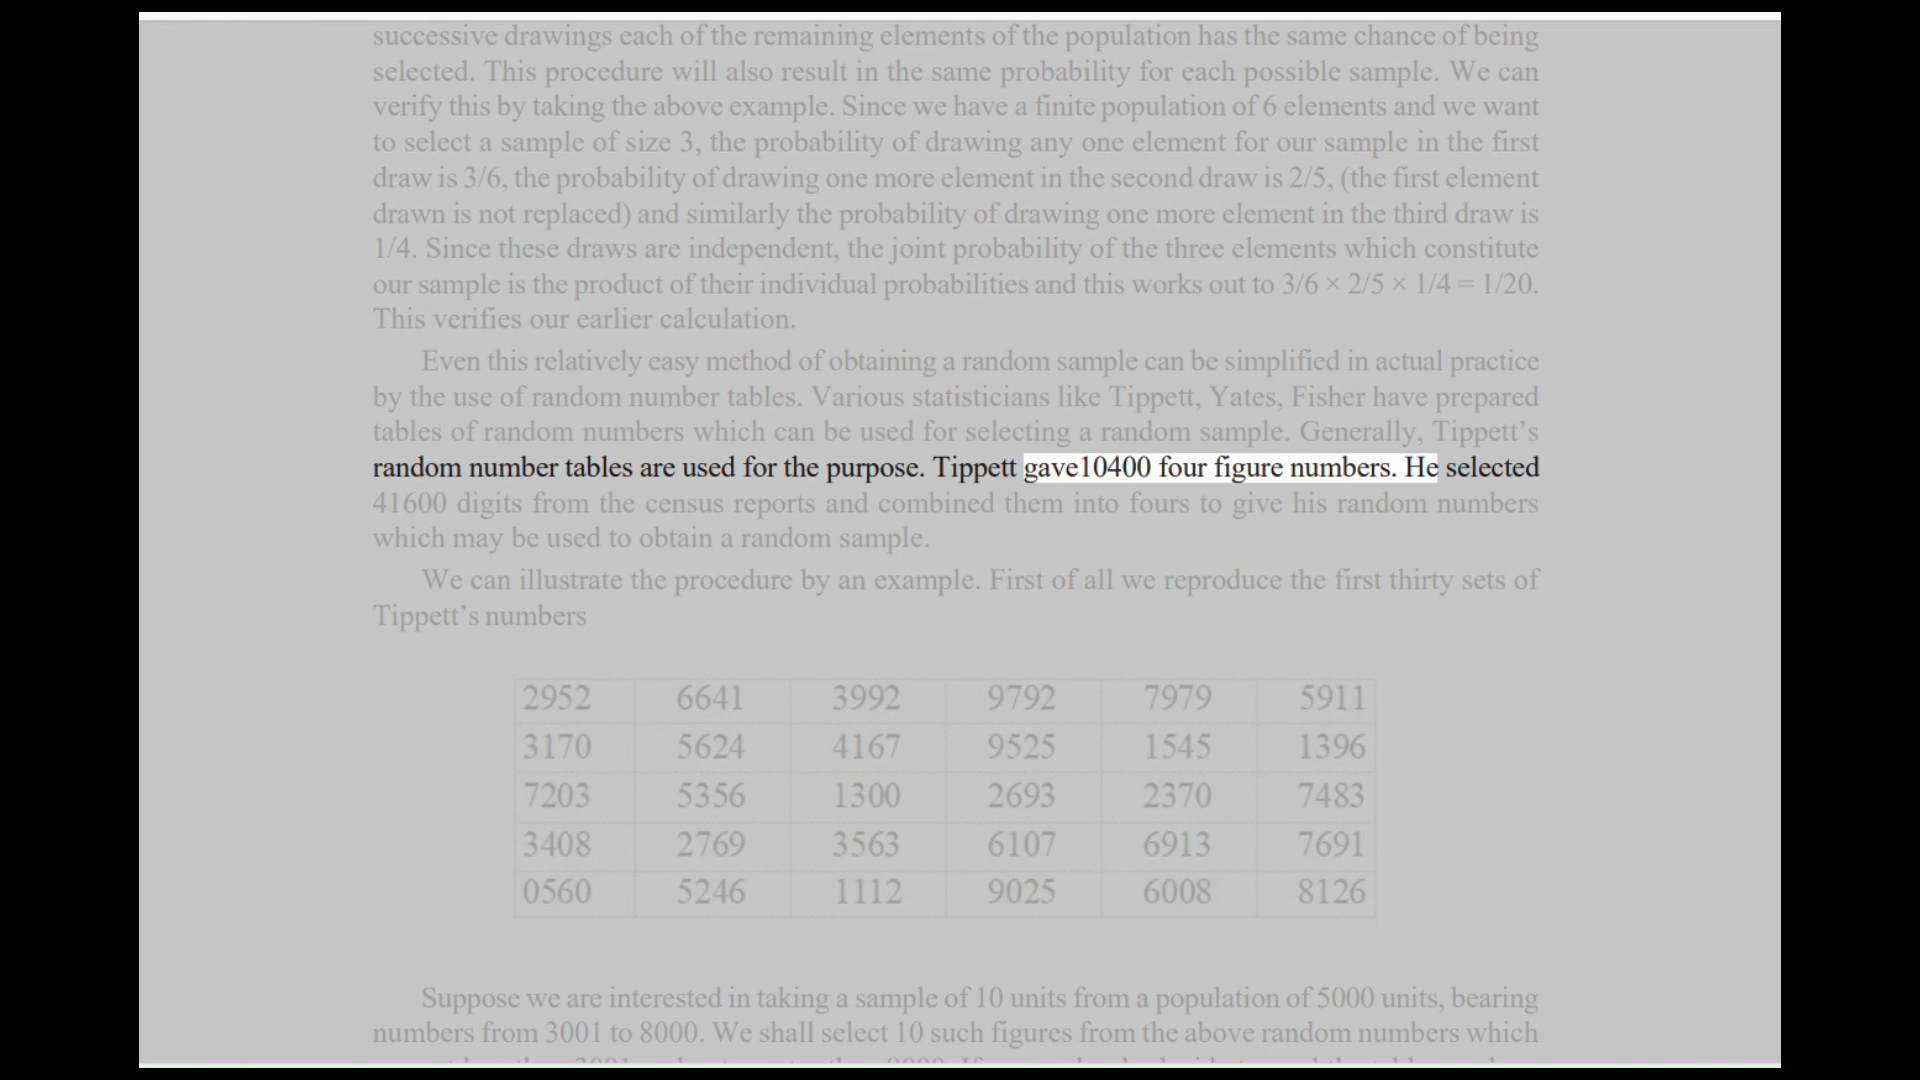 successive drawings each of the remaining elements of the population has the same chance of being
selected. This procedure will also result in the same probability for each possible sample. We can
verify this by taking the above example. Since we have a finite population of 6 elements and we want
to select a sample of size 3, the probability of drawing any one element for our sample in the first
draw is 3/6, the probability of drawing one more element in the second draw is 2/5, (the first element
drawn is not replaced) and similarly the probability of drawing one more element in the third draw is
1/4. Since these draws are independent, the joint probability of the three elements which constitute
our sample is the product of their individual probabilities and this works out to 3/6 × 2/5 × 1/4 = 1/20.
This verifies our earlier calculation.
Even this relatively easy method of obtaining a random sample can be simplified in actual practice
by the use of random number tables. Various statisticians like Tippett, Yates, Fisher have prepared
tables of random numbers which can be used for selecting a random sample. Generally, Tippett’s
random number tables are used for the purpose. Tippett gave10400 four figure numbers. He selected
41600 digits from the census reports and combined them into fours to give his random numbers
which may be used to obtain a random sample.
We can illustrate the procedure by an example. First of all we reproduce the first thirty sets of
Tippett’s numbers
2952 6641 3992 9792 7979 5911
3170 5624 4167 9525 1545 1396
7203 5356 1300 2693 2370 7483
3408 2769 3563 6107 6913 7691
0560 5246 1112 9025 6008 8126
Suppose we are interested in taking a sample of 10 units from a population of 5000 units, bearing
numbers from 3001 to 8000. We shall select 10 such figures from the above random numbers which